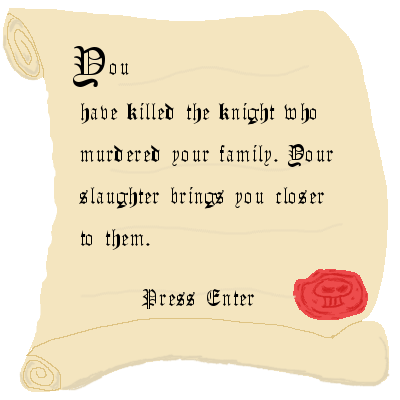 You
have killed the knight who
murdered your family. Your
slaughter brings you closer
to them.
Press Enter